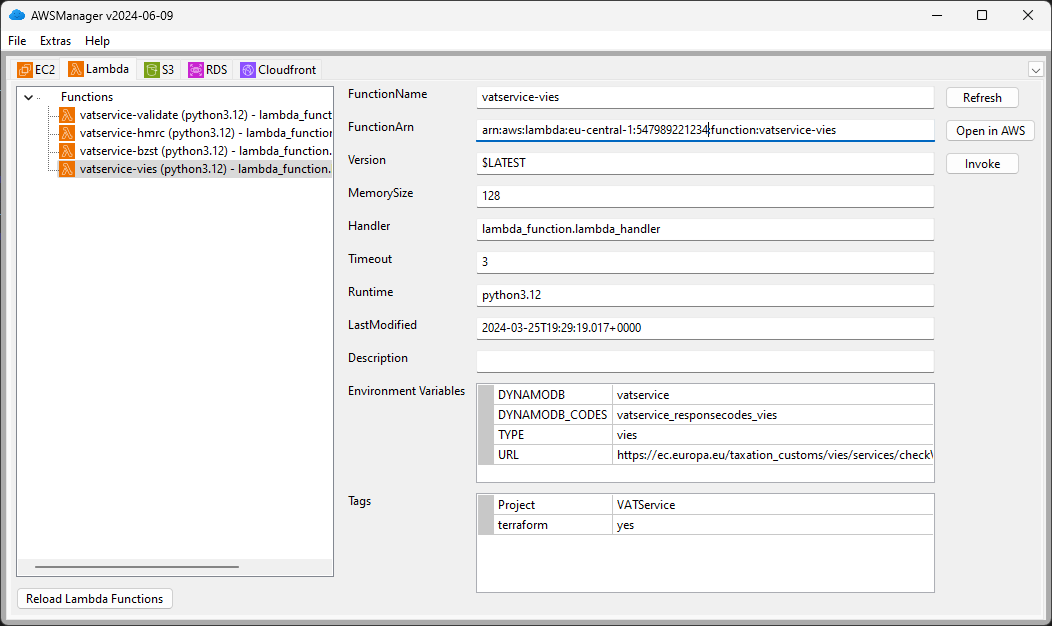 AWSManager v2024-06-09
File Extras Help
EC2 Lambda S3 RDS Cloudfront
Functions
vatservice-validate (python3.12) - lambda_funct
vatservice-hmrc (python3.12) - lambda_function
vatservice-bzst (python3.12) - lambda_function.
vatservice-vies (python3.12) - lambda_function.
Reload Lambda Functions
FunctionName vatservice-vies
FunctionArn arn:aws:lambda:eu-central-1:547989221234:function:vatservice-vies
Version $LATEST
MemorySize 128
Handler lambda_function.lambda_handler
Timeout 3
Runtime python3.12
LastModified 2024-03-25T19:29:19.017+0000
Description
Environment Variables
DYNAMODB vatservice
DYNAMODB_CODES vatservice_responsecodes_vies
TYPE vies
URL https://ec.europa.eu/taxation_customs/vies/services/check
Tags
Project VATService
terraform yes
Refresh
Open in AWS
Invoke